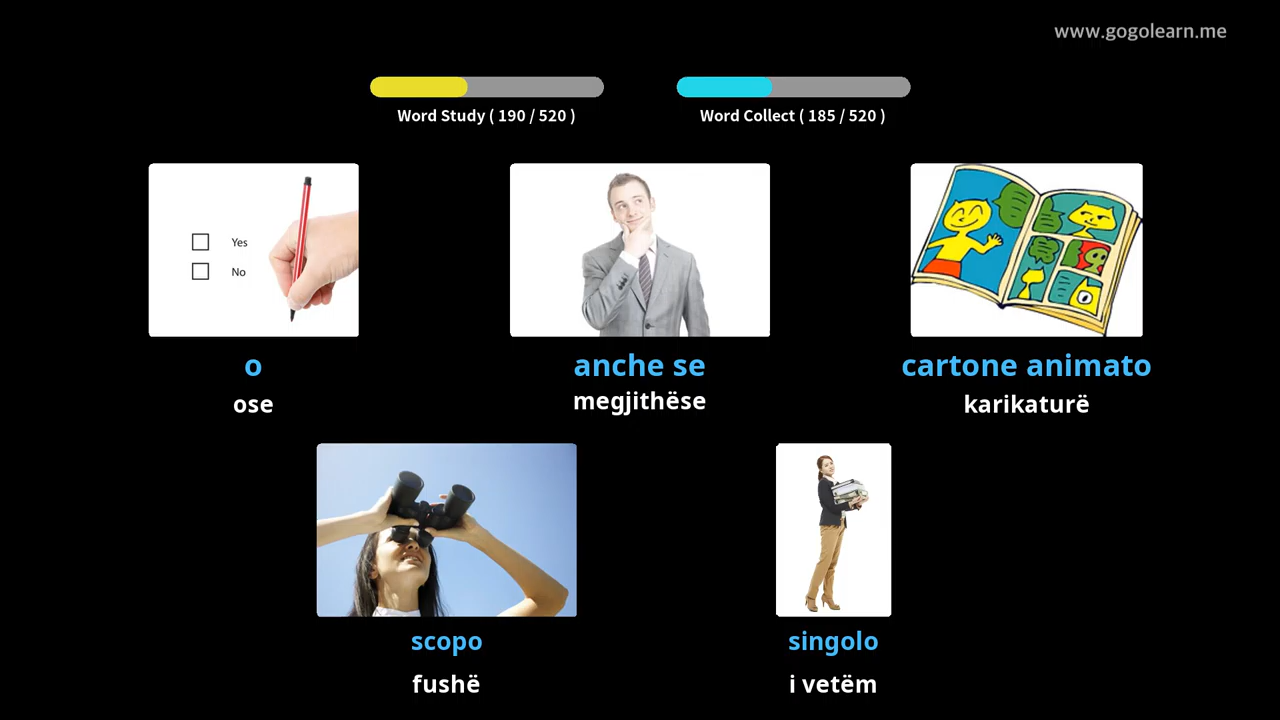 www.gogolearn.me
Word Study ( 190 / 520 )
Word Collect ( 185 / 520 )
Yes
No
o
anche se
cartone animato
ose
megjithëse
karikaturë
scopo
singolo
fushë
i vetëm